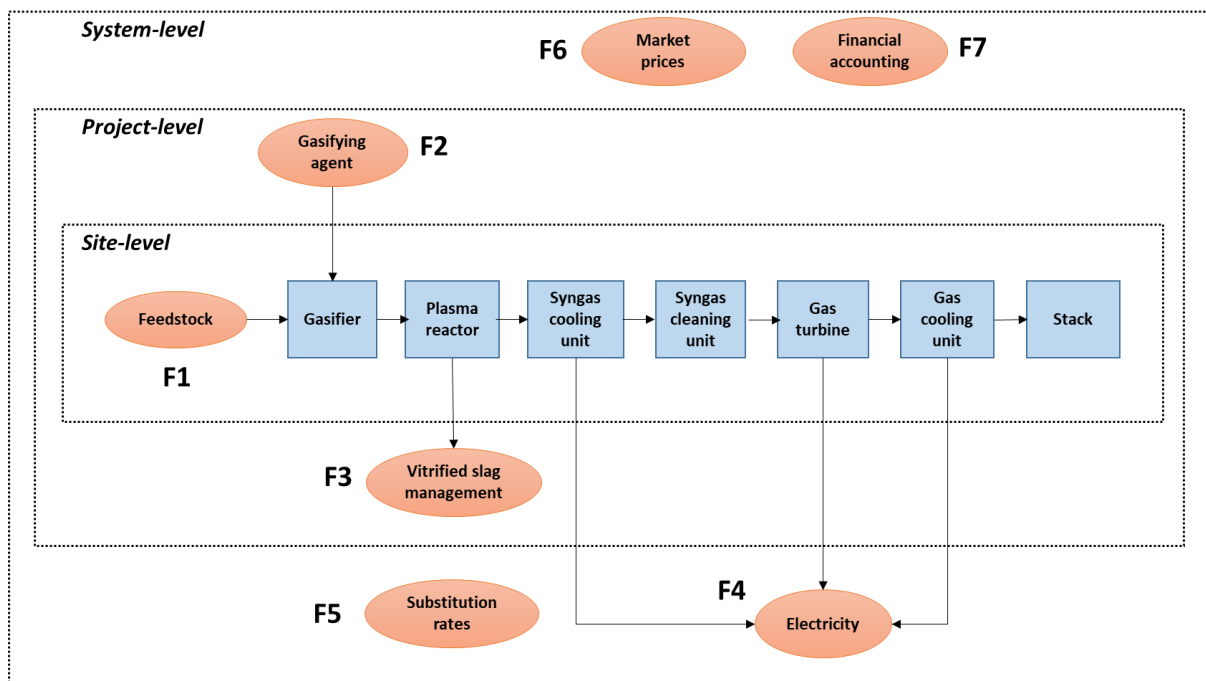 System-level
F6
Market
prices
Financial
accounting
F7
Project-level
Gasifying
agent
F2
Site-level
Feedstock
F1
Gasifier
Plasma
reactor
Syngas
cooling
unit
Syngas
cleaning
unit
Gas
turbine
Gas
cooling
unit
Stack
F3
Vitrified slag
management
F5
Substitution
rates
F4
Electricity